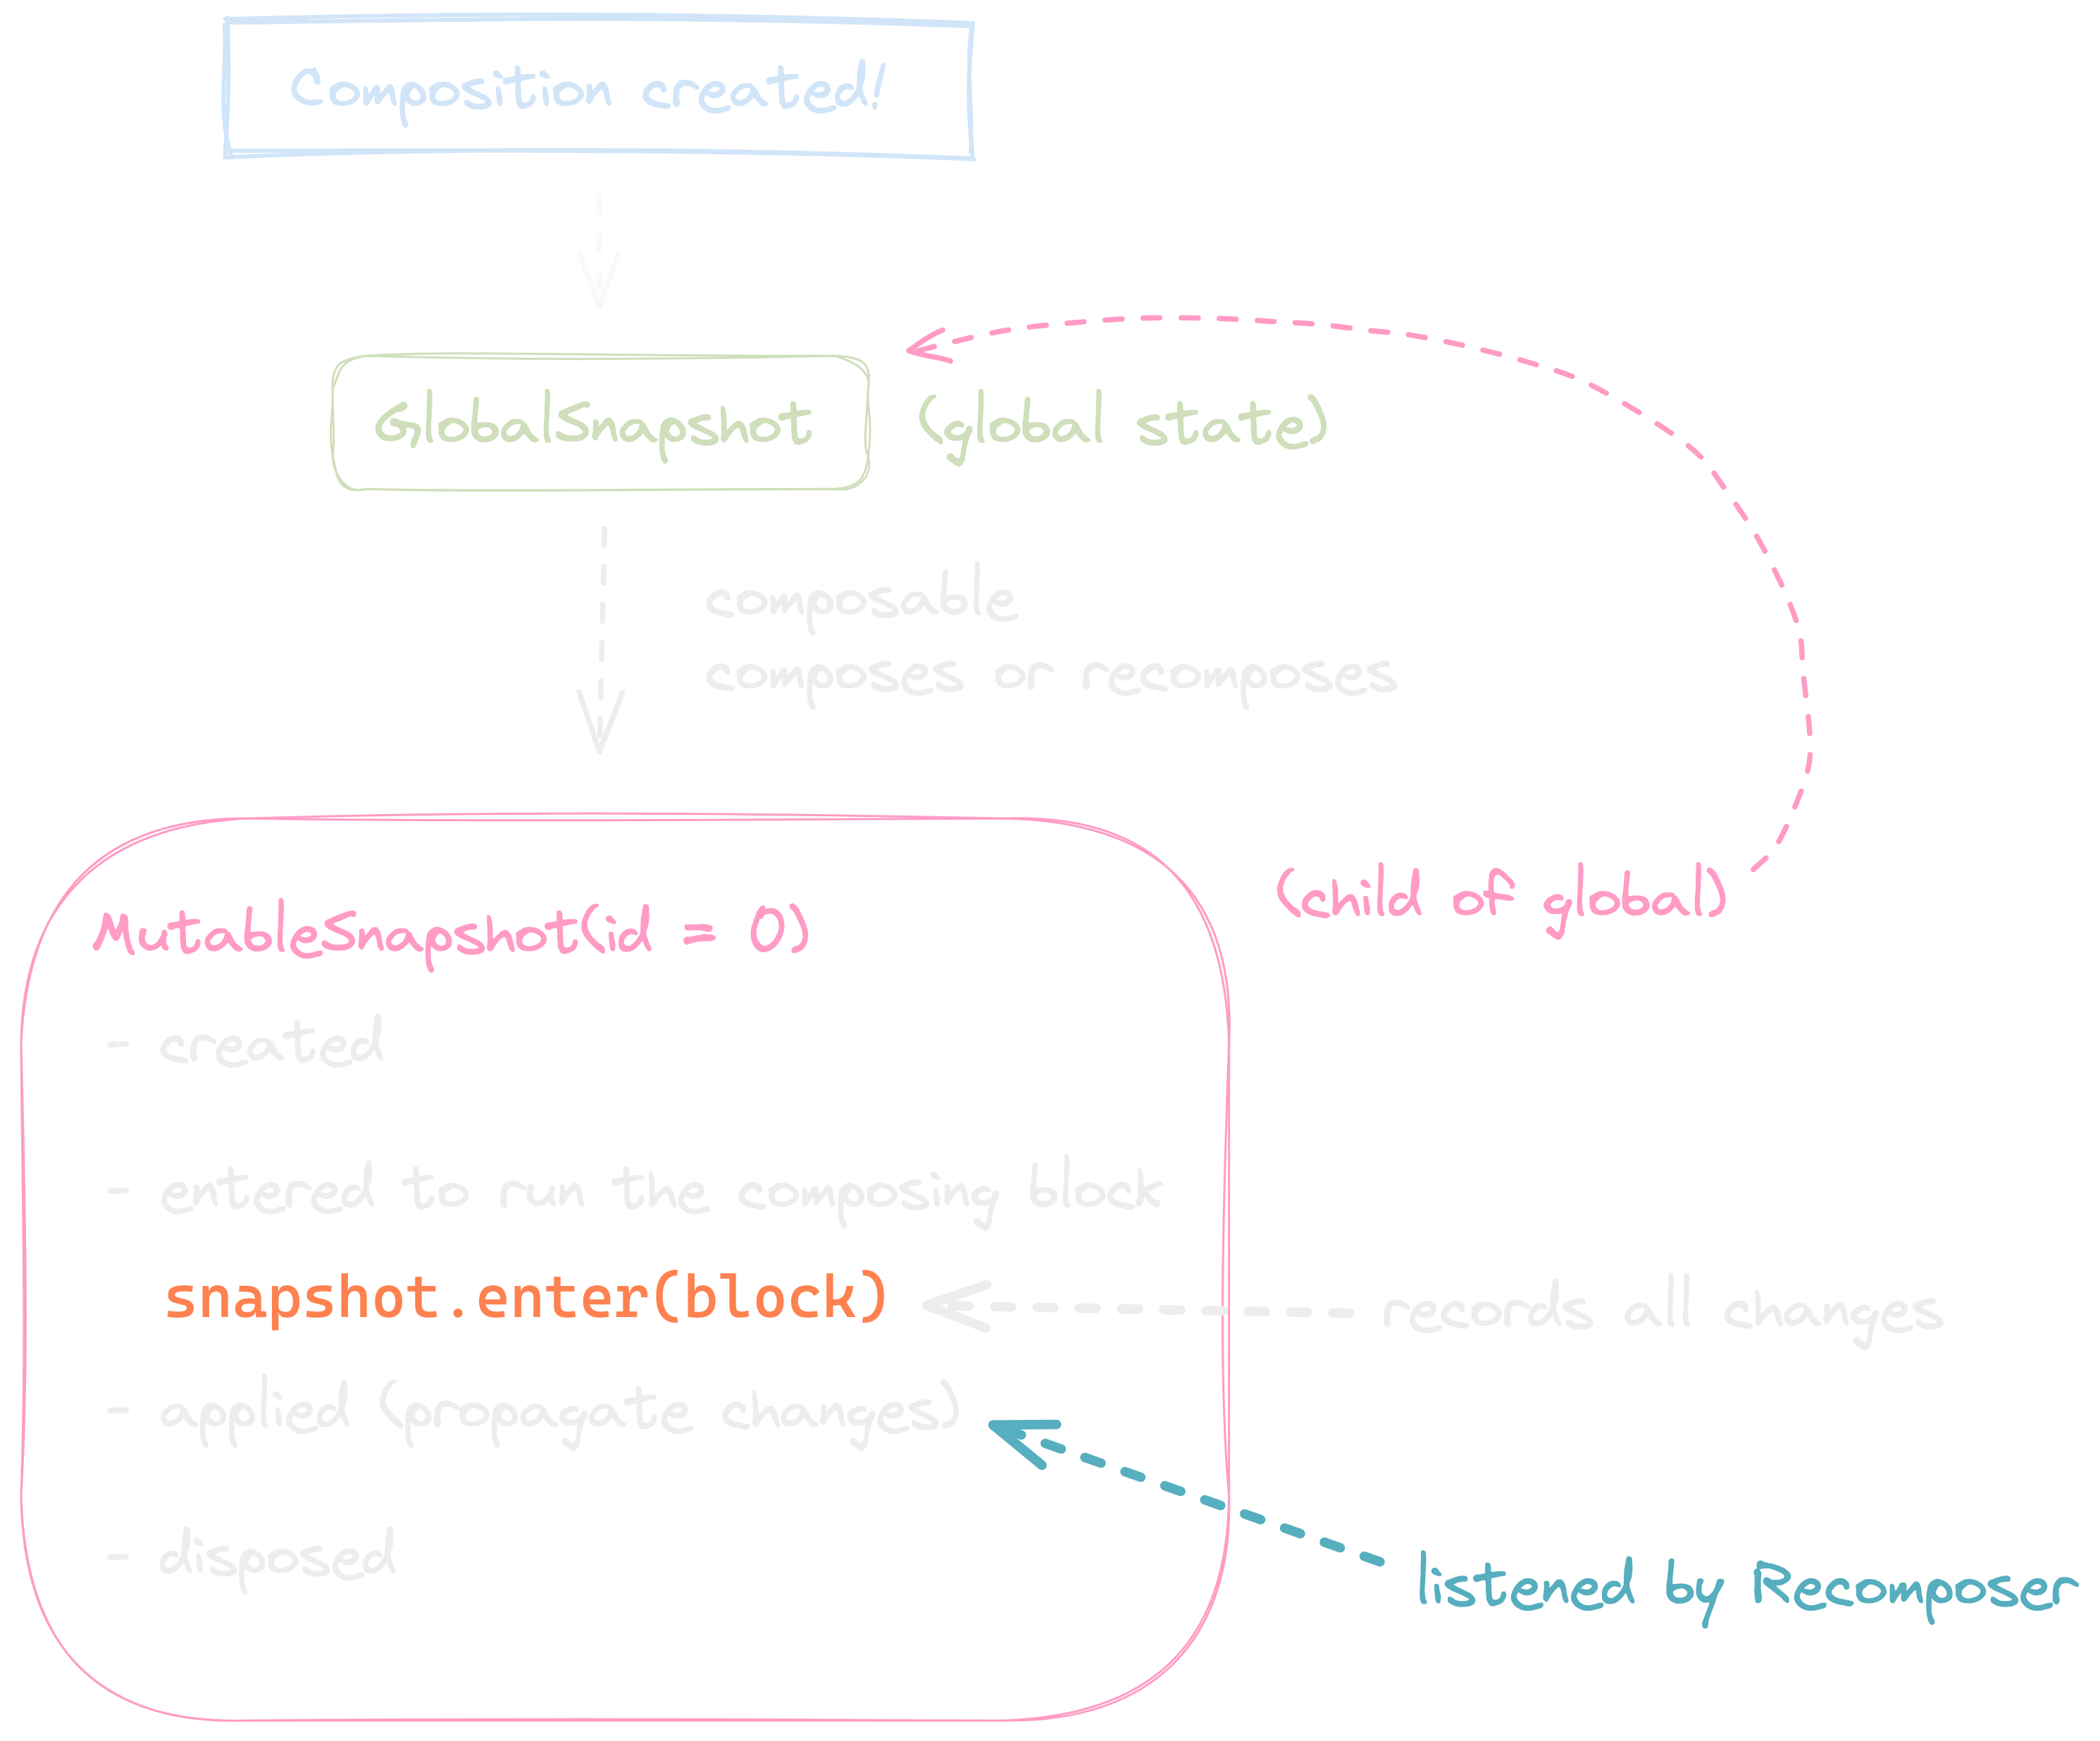 Composition created!
GlobalSnapshot (global state)
composable
composes or recomposes
MutableSnapshot(id = 0) (child of global)
- created
- entered to run the composing block
snapshot.enter(block) records all changes
- applied (propagate changes)
- disposed
listened by Recomposer